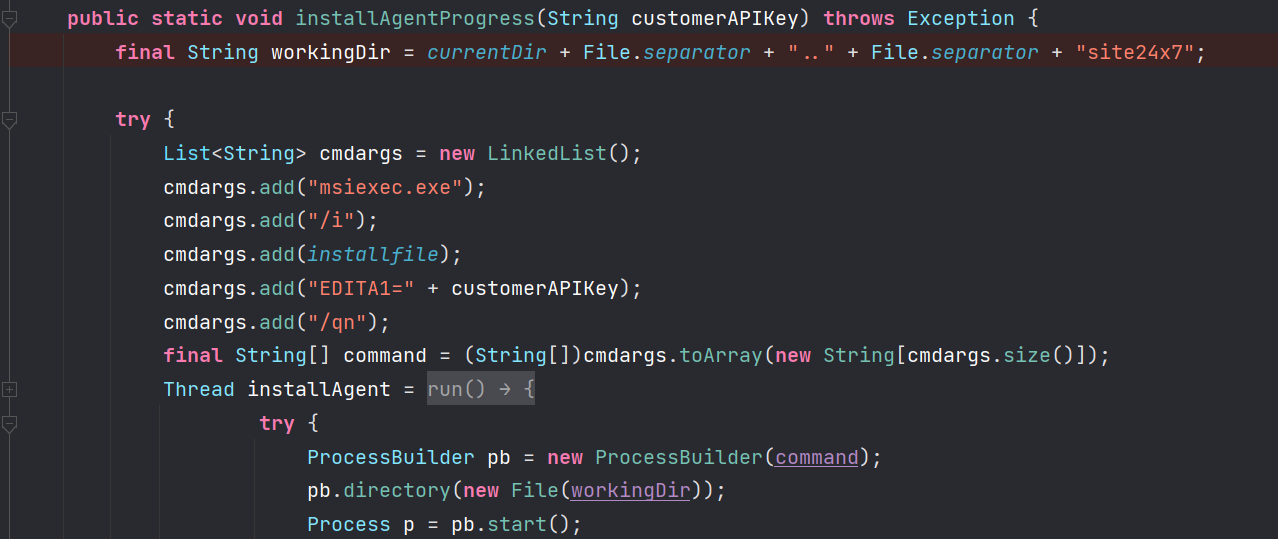 public static void installAgentProgress(String customerAPIKey) throws Exception {
    final String workingDir = currentDir + File.separator + ".." + File.separator + "site24x7";

    try {
        List<String> cmdargs = new LinkedList();
        cmdargs.add("msiexec.exe");
        cmdargs.add("/i");
        cmdargs.add(installfile);
        cmdargs.add("EDITA1=" + customerAPIKey);
        cmdargs.add("/qn");
        final String[] command = (String[])cmdargs.toArray(new String[cmdargs.size()]);
        Thread installAgent = run() → {
                try {
                    ProcessBuilder pb = new ProcessBuilder(command);
                    pb.directory(new File(workingDir));
                    Process p = pb.start();